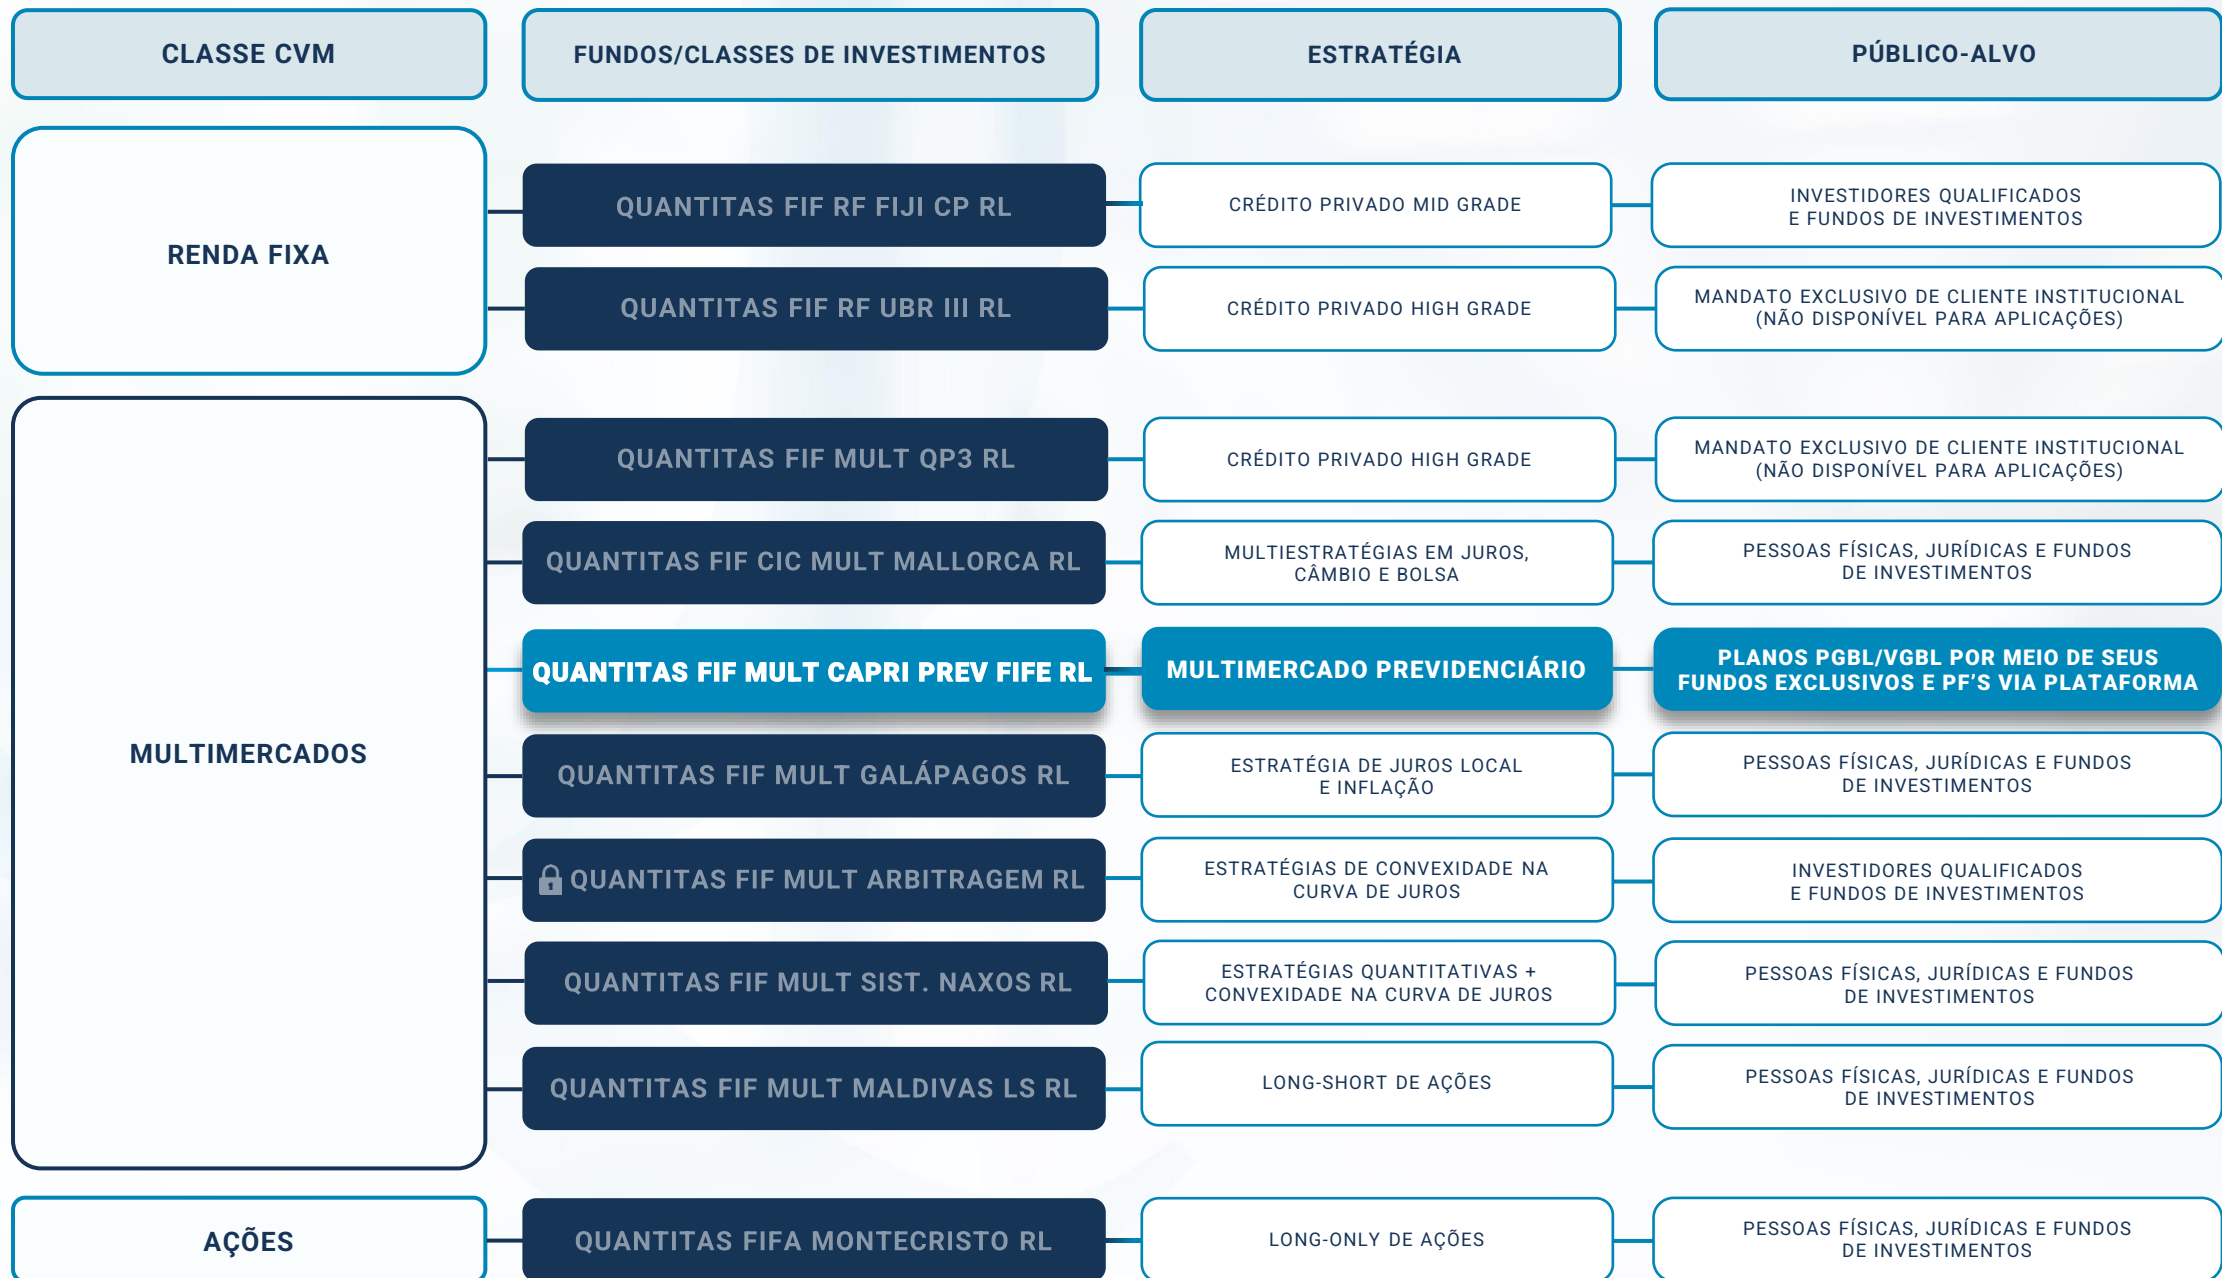 CLASSE CVM
FUNDOS/CLASSES DE INVESTIMENTOS
ESTRATÉGIA
PÚBLICO-ALVO
RENDA FIXA
QUANTITAS FIF RF FIJI CP RL
CRÉDITO PRIVADO MID GRADE
INVESTIDORES QUALIFICADOS
E FUNDOS DE INVESTIMENTOS
QUANTITAS FIF RF UBR III RL
CRÉDITO PRIVADO HIGH GRADE
MANDATO EXCLUSIVO DE CLIENTE INSTITUCIONAL
(NÃO DISPONÍVEL PARA APLICAÇÕES)
MULTIMERCADOS
QUANTITAS FIF MULT QP3 RL
CRÉDITO PRIVADO HIGH GRADE
MANDATO EXCLUSIVO DE CLIENTE INSTITUCIONAL
(NÃO DISPONÍVEL PARA APLICAÇÕES)
QUANTITAS FIF CIC MULT MALLORCA RL
MULTIESTRATÉGIAS EM JUROS,
CÂMBIO E BOLSA
PESSOAS FÍSICAS, JURÍDICAS E FUNDOS
DE INVESTIMENTOS
QUANTITAS FIF MULT CAPRI PREV FIFE RL
MULTIMERCADO PREVIDENCIÁRIO
PLANOS PGBL/VGBL POR MEIO DE SEUS
FUNDOS EXCLUSIVOS E PF'S VIA PLATAFORMA
QUANTITAS FIF MULT GALÁPAGOS RL
ESTRATÉGIA DE JUROS LOCAL
E INFLAÇÃO
PESSOAS FÍSICAS, JURÍDICAS E FUNDOS
DE INVESTIMENTOS
QUANTITAS FIF MULT ARBITRAGEM RL
ESTRATÉGIAS DE CONVEXIDADE NA
CURVA DE JUROS
INVESTIDORES QUALIFICADOS
E FUNDOS DE INVESTIMENTOS
QUANTITAS FIF MULT SIST. NAXOS RL
ESTRATÉGIAS QUANTITATIVAS +
CONVEXIDADE NA CURVA DE JUROS
PESSOAS FÍSICAS, JURÍDICAS E FUNDOS
DE INVESTIMENTOS
QUANTITAS FIF MULT MALDIVAS LS RL
LONG-SHORT DE AÇÕES
PESSOAS FÍSICAS, JURÍDICAS E FUNDOS
DE INVESTIMENTOS
AÇÕES
QUANTITAS FIFA MONTECRISTO RL
LONG-ONLY DE AÇÕES
PESSOAS FÍSICAS, JURÍDICAS E FUNDOS
DE INVESTIMENTOS